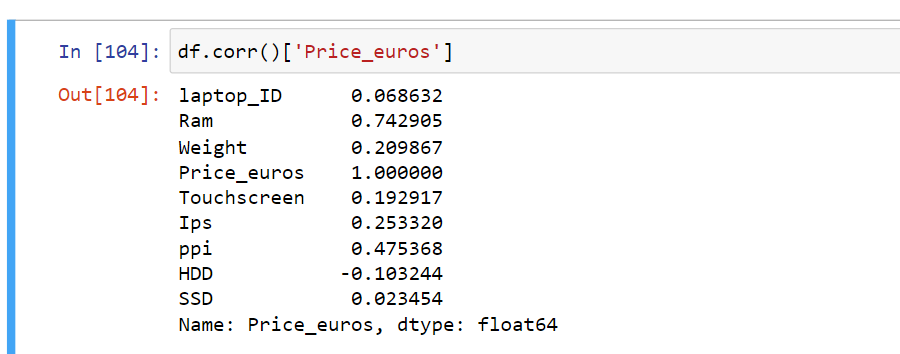 In [104]: df.corr()['Price_euros']
Out[104]: laptop_ID 0.068632
Ram 0.742905
Weight 0.209867
Price_euros 1.000000
Touchscreen 0.192917
Ips 0.253320
ppi 0.475368
HDD -0.103244
SSD 0.023454
Name: Price_euros, dtype: float64